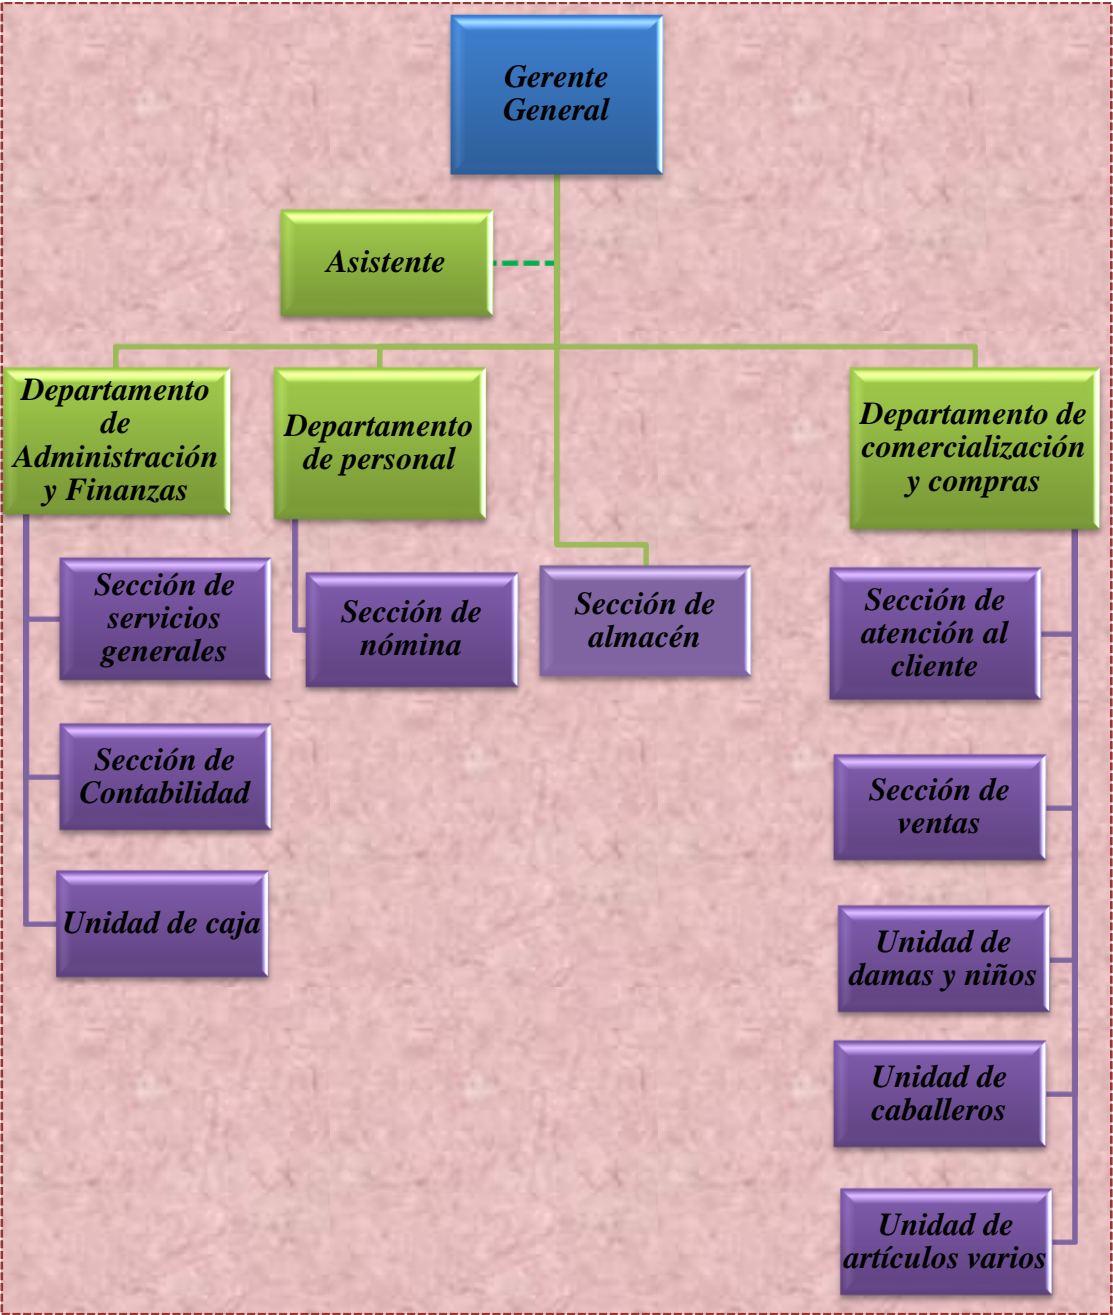 Gerente
General
Asistente
Departamento
de
Administración
y Finanzas
Departamento
de personal
Departamento de
comercialización
y compras
Sección de
servicios
generales
Sección de
nómina
Sección de
almacén
Sección de
atención al
cliente
Sección de
Contabilidad
Sección de
ventas
Unidad de caja
Unidad de
damas y niños
Unidad de
caballeros
Unidad de
artículos varios